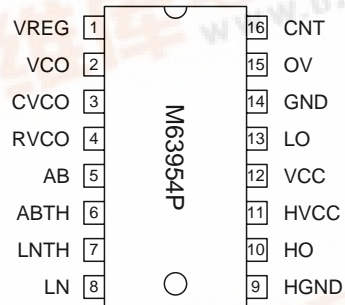 VREG 1 16 CNT
VCO 2 15 OV
CVCO 3 14 GND
RVCO 4 13 LO
AB 5 12 VCC
ABTH 6 11 HVCC
LNTH 7 10 HO
LN 8 9 HGND
M63954P